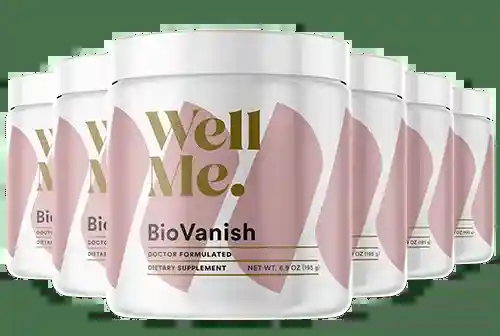 Well
Me.
BioVanish
DOCTOR FORMULATED
DIETARY SUPPLEMENT NET WT. 6.9 OZ (195 g)